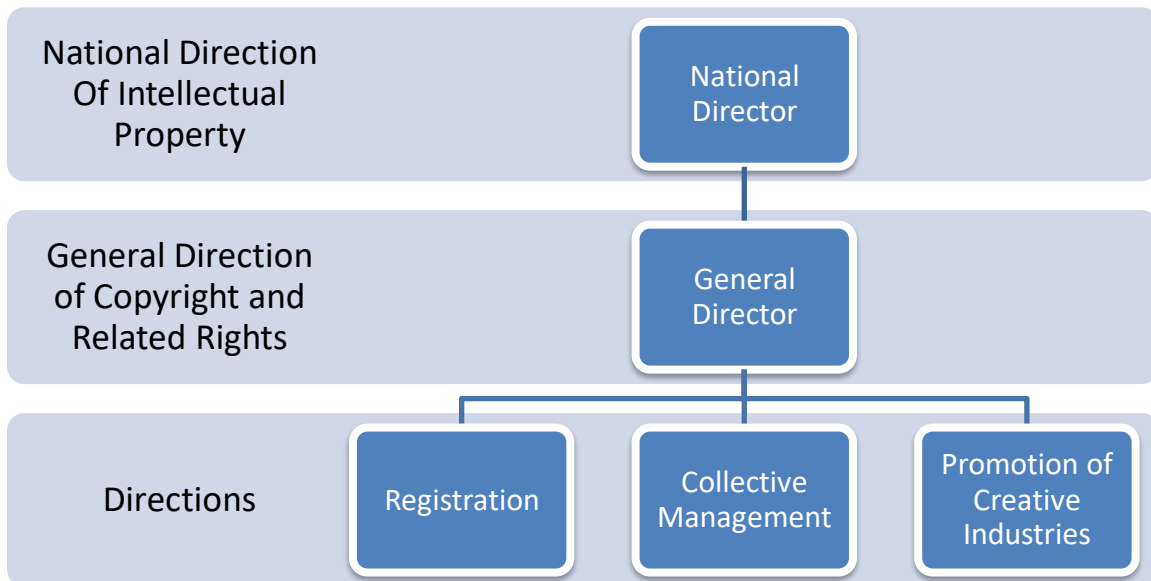 National Direction
Of Intellectual
Property
National
Director
General Direction
of Copyright and
Related Rights
General
Director
Directions
Registration
Collective
Management
Promotion of
Creative
Industries